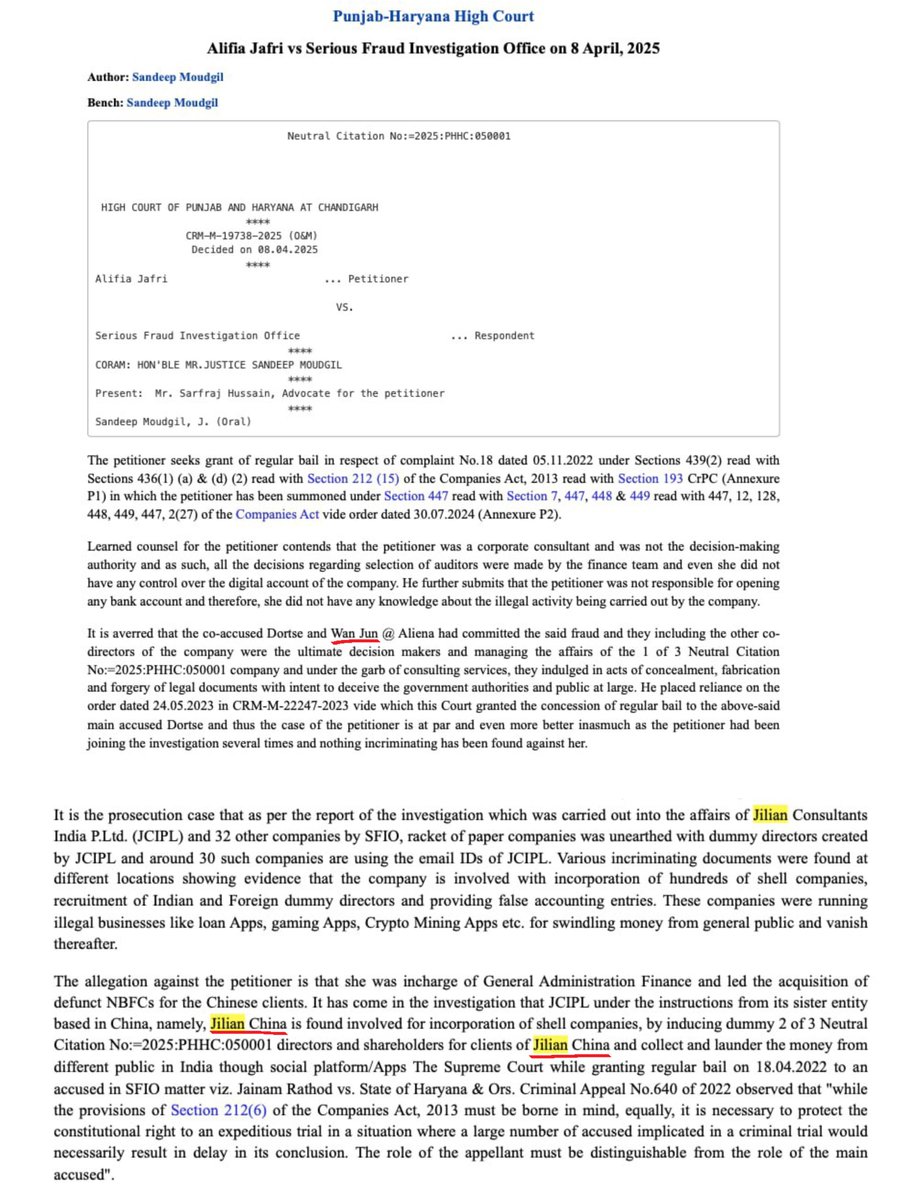 Punjab-Haryana High Court
Alifia Jafri vs Serious Fraud Investigation Office on 8 April, 2025
Author: Sandeep Moudgil
Bench: Sandeep Moudgil
Neutral Citation No:=2025:PHHC:050001
HIGH COURT OF PUNJAB AND HARYANA AT CHANDIGARH
****
CRM-M-19738-2025 (O&M)
Decided on 08.04.2025
****
Alifia Jafri ... Petitioner
VS.
Serious Fraud Investigation Office ... Respondent
****
CORAM: HON'BLE MR.JUSTICE SANDEEP MOUDGIL
****
Present: Mr. Sarfraj Hussain, Advocate for the petitioner
****
Sandeep Moudgil, J. (Oral)
The petitioner seeks grant of regular bail in respect of complaint No.18 dated 05.11.2022 under Sections 439(2) read with
Sections 436(1) (a) & (d) (2) read with Section 212 (15) of the Companies Act, 2013 read with Section 193 CrPC (Annexure
P1) in which the petitioner has been summoned under Section 447 read with Section 7, 447, 448 & 449 read with 447, 12, 128,
448, 449, 447, 2(27) of the Companies Act vide order dated 30.07.2024 (Annexure P2).
Learned counsel for the petitioner contends that the petitioner was a corporate consultant and was not the decision-making
authority and as such, all the decisions regarding selection of auditors were made by the finance team and even she did not
have any control over the digital account of the company. He further submits that the petitioner was not responsible for opening
any bank account and therefore, she did not have any knowledge about the illegal activity being carried out by the company.
It is averred that the co-accused Dortse and Wan Jun @ Aliena had committed the said fraud and they including the other co-
directors of the company were the ultimate decision makers and managing the affairs of the 1 of 3 Neutral Citation
No:=2025:PHHC:050001 company and under the garb of consulting services, they indulged in acts of concealment, fabrication
and forgery of legal documents with intent to deceive the government authorities and public at large. He placed reliance on the
order dated 24.05.2023 in CRM-M-22247-2023 vide which this Court granted the concession of regular bail to the above-said
main accused Dortse and thus the case of the petitioner is at par and even more better inasmuch as the petitioner had been
joining the investigation several times and nothing incriminating has been found against her.
It is the prosecution case that as per the report of the investigation which was carried out into the affairs of Jilian Consultants
India P.Ltd. (JCIPL) and 32 other companies by SFIO, racket of paper companies was unearthed with dummy directors created
by JCIPL and around 30 such companies are using the email IDs of JCIPL. Various incriminating documents were found at
different locations showing evidence that the company is involved with incorporation of hundreds of shell companies,
recruitment of Indian and Foreign dummy directors and providing false accounting entries. These companies were running
illegal businesses like loan Apps, gaming Apps, Crypto Mining Apps etc. for swindling money from general public and vanish
thereafter.
The allegation against the petitioner is that she was incharge of General Administration Finance and led the acquisition of
defunct NBFCs for the Chinese clients. It has come in the investigation that JCIPL under the instructions from its sister entity
based in China, namely, Jilian China is found involved for incorporation of shell companies, by inducing dummy 2 of 3 Neutral
Citation No:=2025:PHHC:050001 directors and shareholders for clients of Jilian China and collect and launder the money from
different public in India though social platform/Apps The Supreme Court while granting regular bail on 18.04.2022 to an
accused in SFIO matter viz. Jainam Rathod vs. State of Haryana & Ors. Criminal Appeal No.640 of 2022 observed that "while
the provisions of Section 212(6) of the Companies Act, 2013 must be borne in mind, equally, it is necessary to protect the
constitutional right to an expeditious trial in a situation where a large number of accused implicated in a criminal trial would
necessarily result in delay in its conclusion. The role of the appellant must be distinguishable from the role of the main
accused".